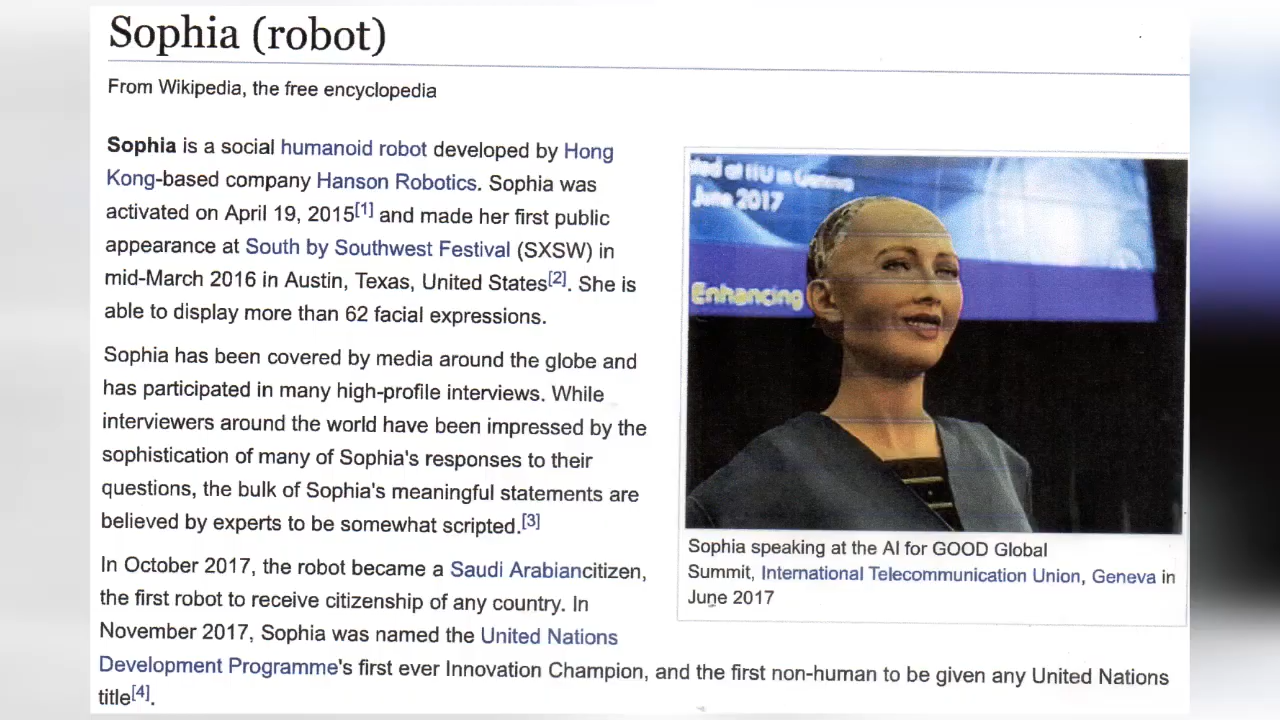 Sophia (robot)
From Wikipedia, the free encyclopedia
Sophia is a social humanoid robot developed by Hong
Kong-based company Hanson Robotics. Sophia was
activated on April 19, 2015[1] and made her first public
appearance at South by Southwest Festival (SXSW) in
mid-March 2016 in Austin, Texas, United States[2]. She is
able to display more than 62 facial expressions.
Sophia has been covered by media around the globe and
has participated in many high-profile interviews. While
interviewers around the world have been impressed by the
sophistication of many of Sophia's responses to their
questions, the bulk of Sophia's meaningful statements are
believed by experts to be somewhat scripted.[3]
In October 2017, the robot became a Saudi Arabiancitizen,
the first robot to receive citizenship of any country. In
November 2017, Sophia was named the United Nations
Development Programme's first ever Innovation Champion, and the first non-human to be given any United Nations
title[4].
at ITU in Geneva
June 2017
Enhancing
Sophia speaking at the AI for GOOD Global
Summit, International Telecommunication Union, Geneva in
June 2017